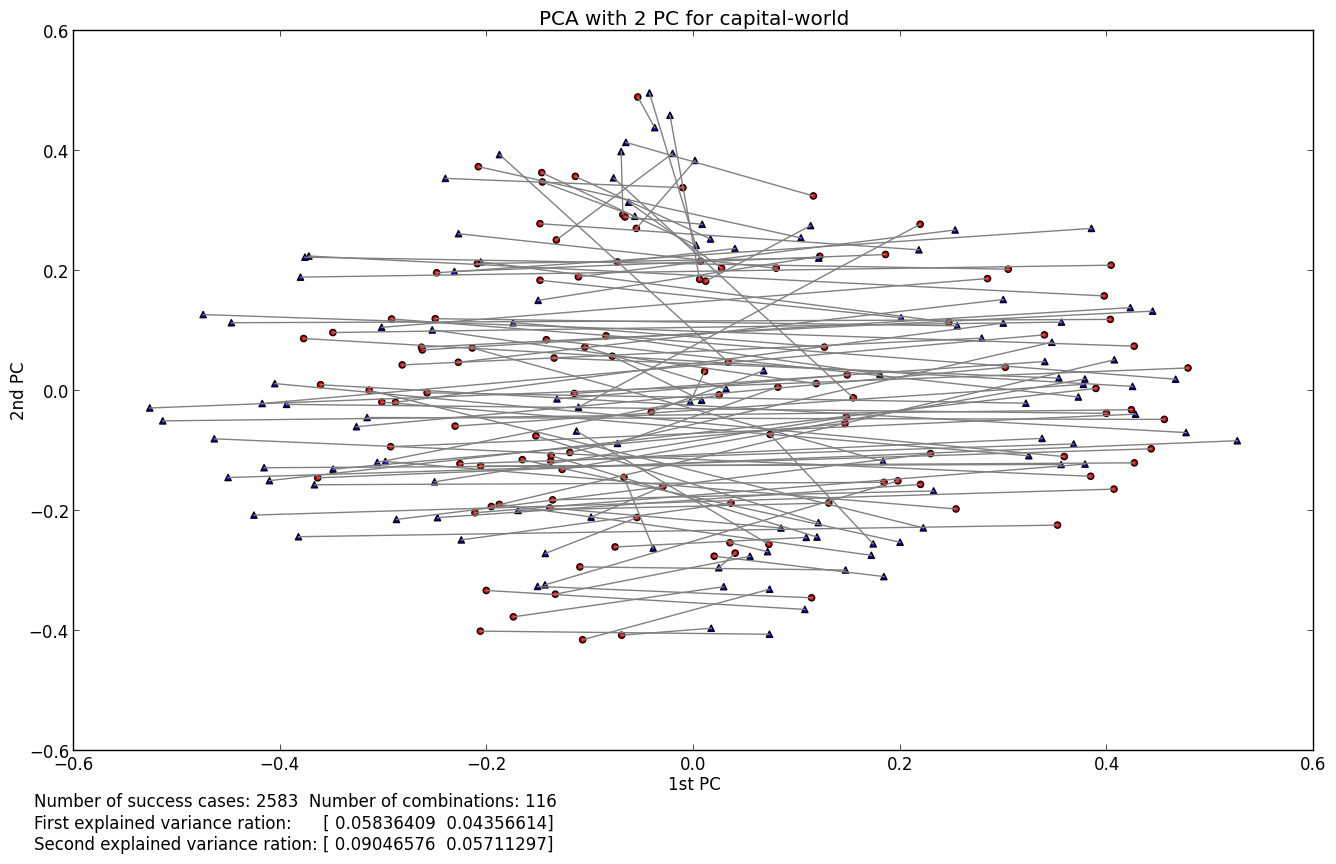 PCA with 2 PC for capital-world
0.6
0.4
0.2
0.0
−0.2
−0.4
−0.6
2nd PC
−0.6 −0.4 −0.2 0.0 0.2 0.4 0.6
1st PC
Number of success cases: 2583 Number of combinations: 116
First explained variance ration: [ 0.05836409 0.04356614]
Second explained variance ration: [ 0.09046576 0.05711297]